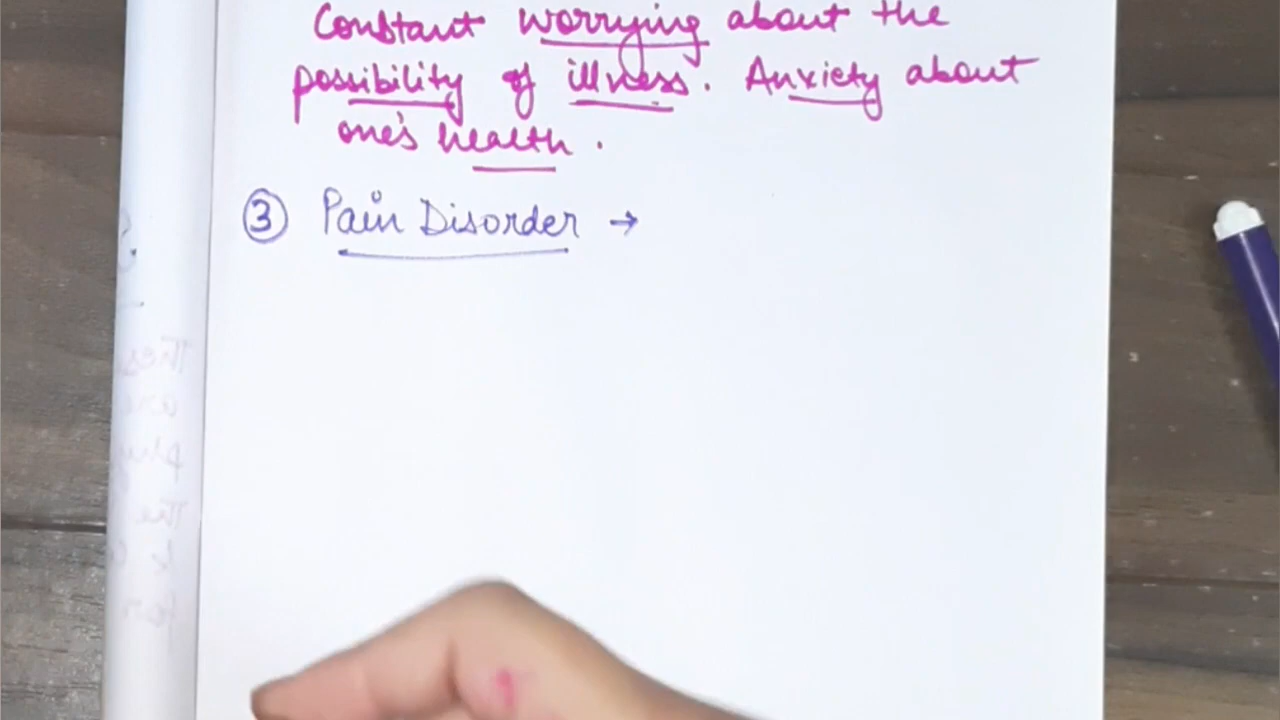 Constant worrying about the
possibility of illness. Anxiety about
one's health.
③ Pain Disorder →